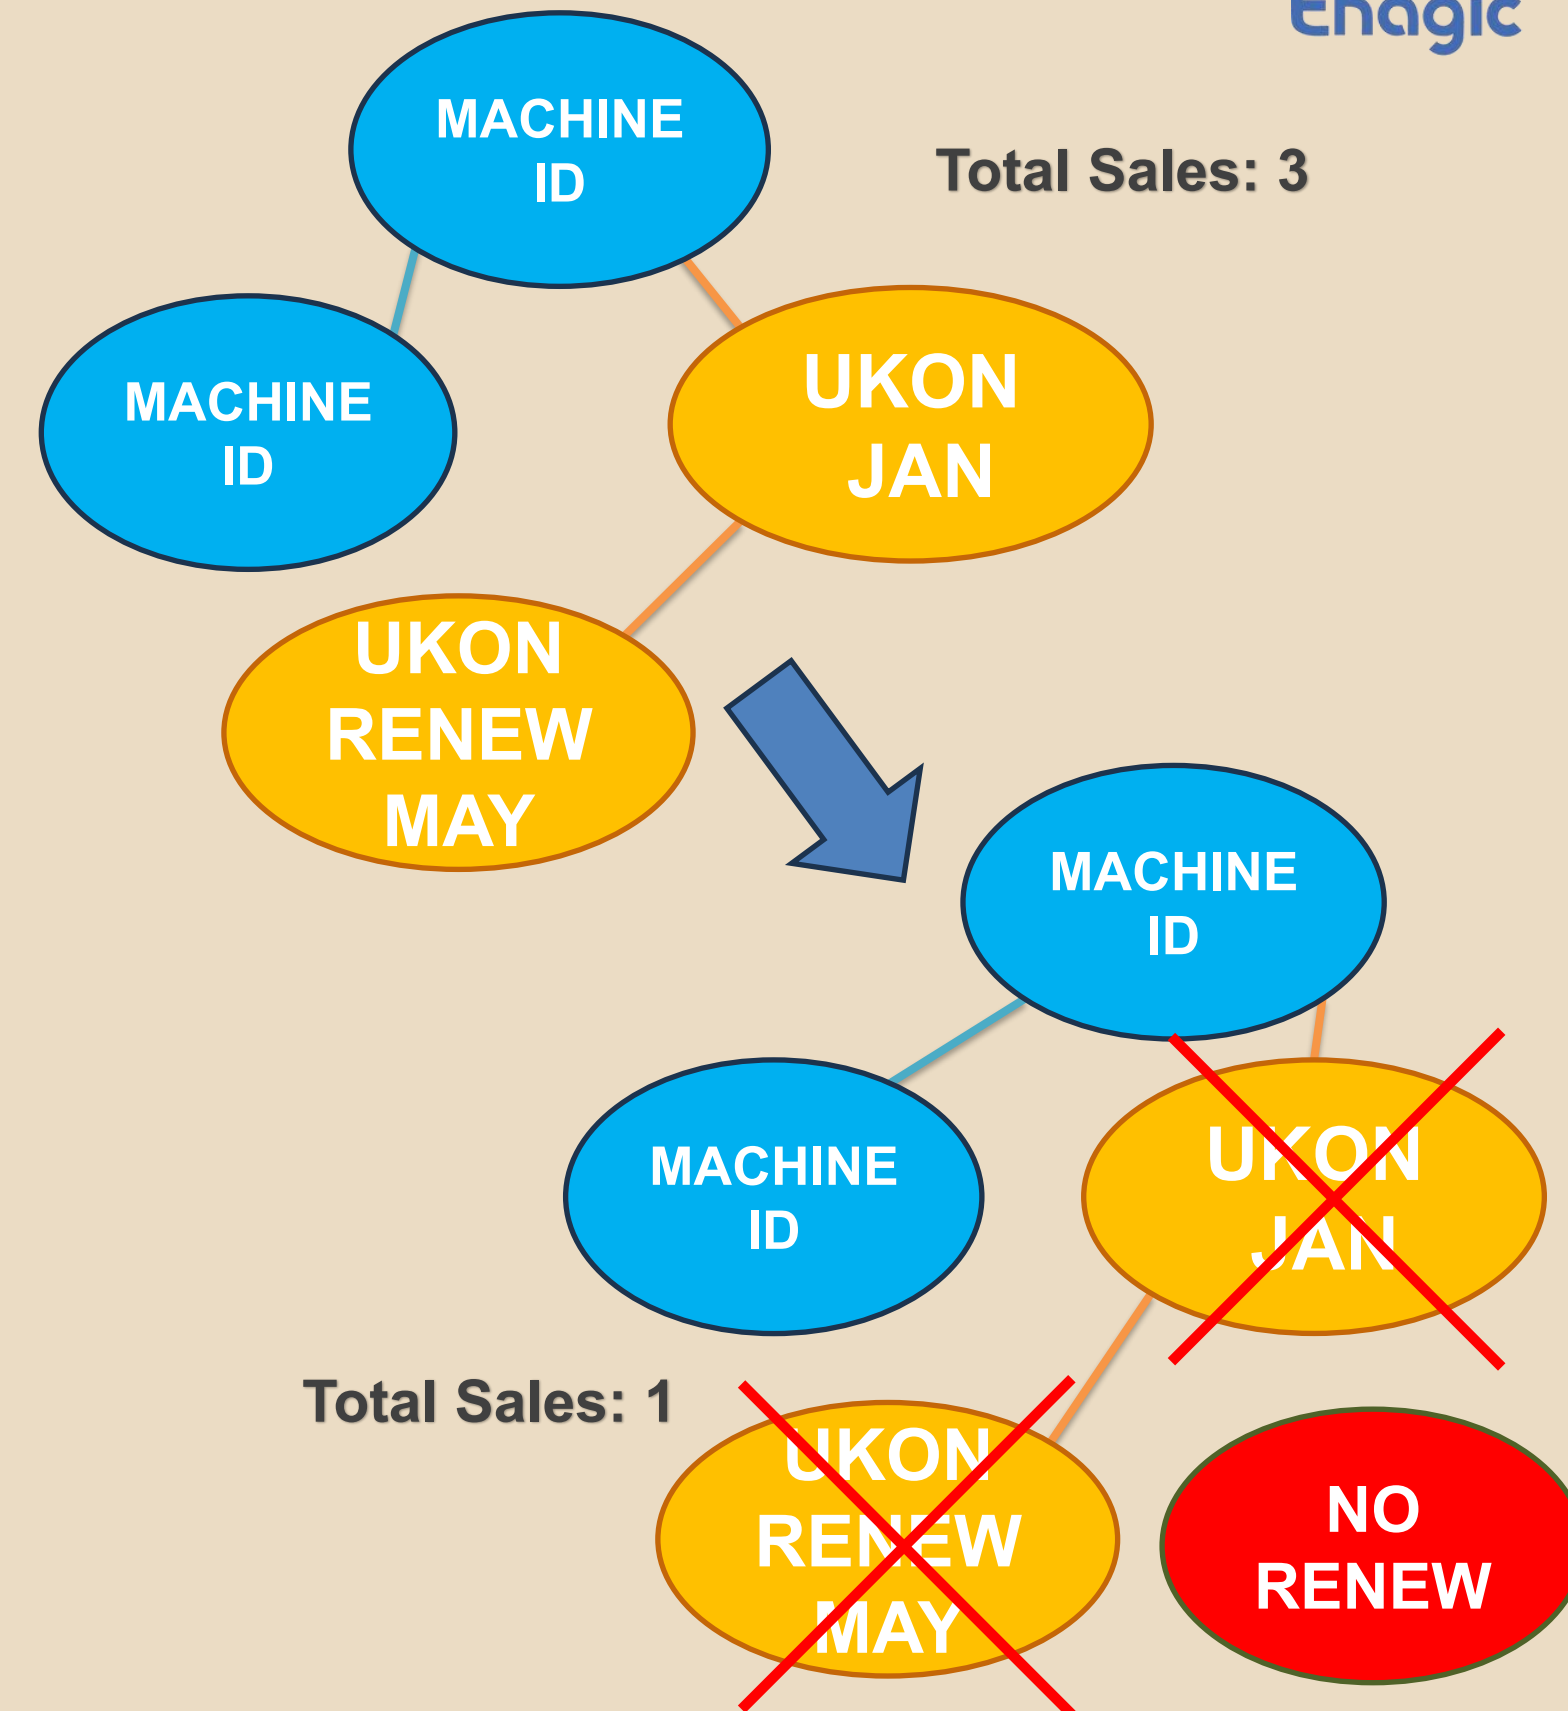 Enagic
MACHINE
ID
Total Sales: 3
MACHINE
ID
UKON
JAN
UKON
RENEW
MAY
MACHINE
ID
MACHINE
ID
UKON
JAN
Total Sales: 1
UKON
RENEW
MAY
NO
RENEW